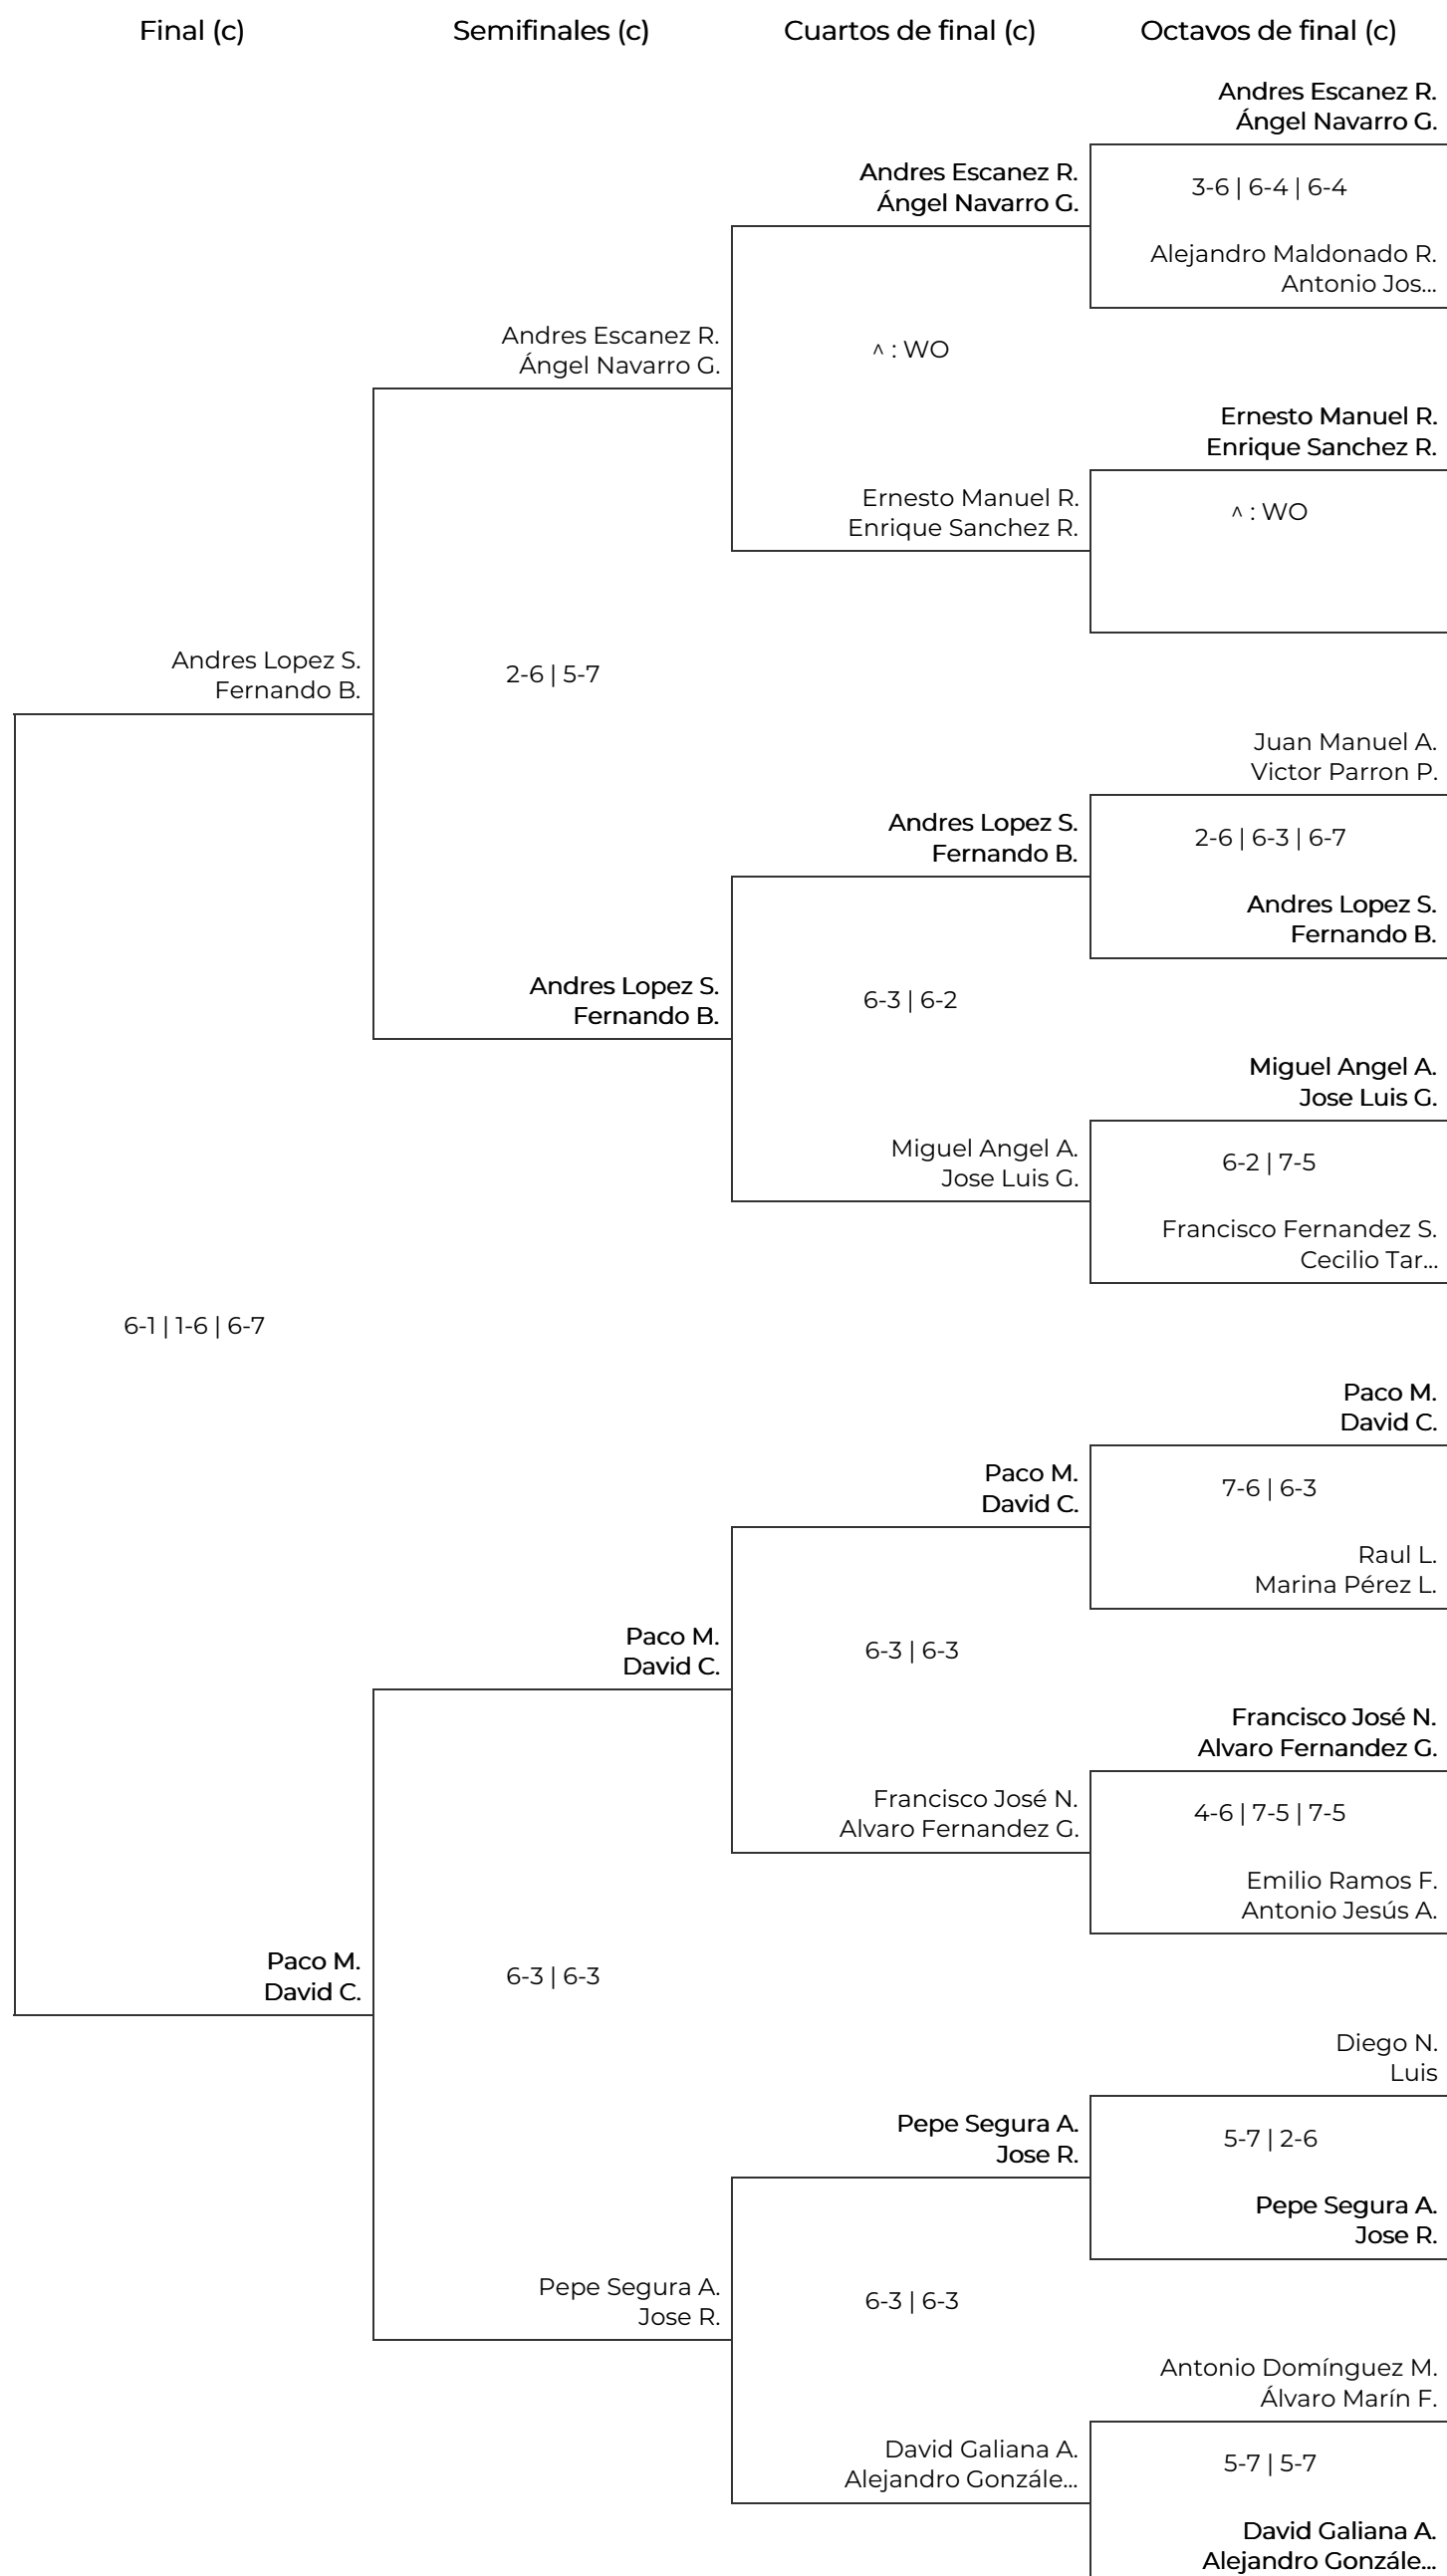 Final (c) Semifinales (c) Cuartos de final (c) Octavos de final (c)
Andres Escanez R.
Ángel Navarro G.
Andres Escanez R.
Ángel Navarro G.
3-6 | 6-4 | 6-4
Alejandro Maldonado R.
Antonio Jos...
Andres Escanez R.
Ángel Navarro G.
^ : WO
Ernesto Manuel R.
Enrique Sanchez R.
Ernesto Manuel R.
Enrique Sanchez R.
^ : WO
Andres Lopez S.
Fernando B.
2-6 | 5-7
Juan Manuel A.
Victor Parron P.
Andres Lopez S.
Fernando B.
2-6 | 6-3 | 6-7
Andres Lopez S.
Fernando B.
Andres Lopez S.
Fernando B.
6-3 | 6-2
Miguel Angel A.
Jose Luis G.
Miguel Angel A.
Jose Luis G.
6-2 | 7-5
Francisco Fernandez S.
Cecilio Tar...
6-1 | 1-6 | 6-7
Paco M.
David C.
Paco M.
David C.
7-6 | 6-3
Raul L.
Marina Pérez L.
Paco M.
David C.
6-3 | 6-3
Francisco José N.
Alvaro Fernandez G.
Francisco José N.
Alvaro Fernandez G.
4-6 | 7-5 | 7-5
Emilio Ramos F.
Antonio Jesús A.
Paco M.
David C.
6-3 | 6-3
Diego N.
Luis
Pepe Segura A.
Jose R.
5-7 | 2-6
Pepe Segura A.
Jose R.
Pepe Segura A.
Jose R.
6-3 | 6-3
Antonio Domínguez M.
Álvaro Marín F.
David Galiana A.
Alejandro Gonzále...
5-7 | 5-7
David Galiana A.
Alejandro Gonzále...